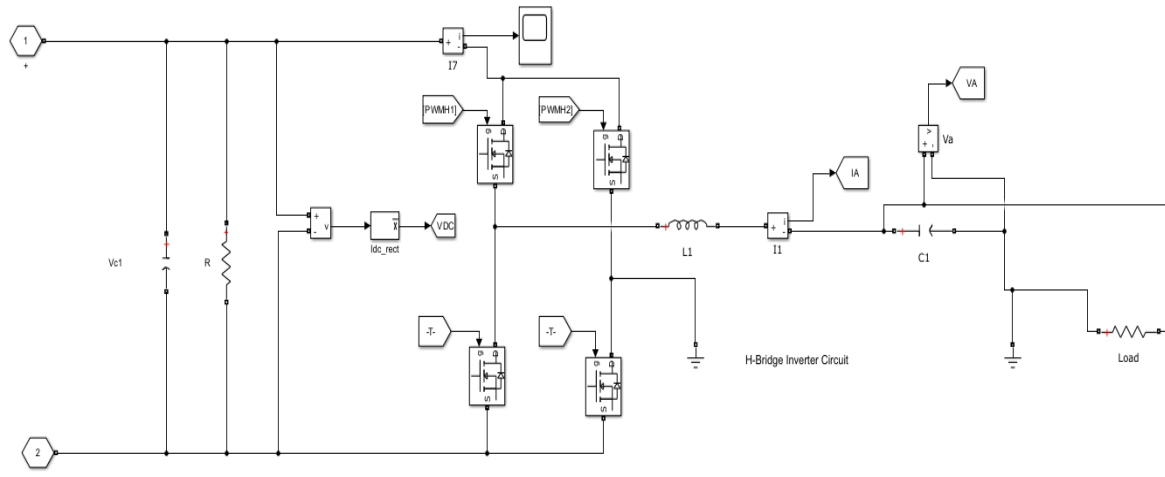 1
+
+
-
i
I7
[PWMH1]
[PWMH2]
VA
V
+ -
Va
IA
+
-
v
x
VDC
Idc_rect
L1
+
-
i
I1
C1
Vc1
R
-T-
-T-
H-Bridge Inverter Circuit
Load
2